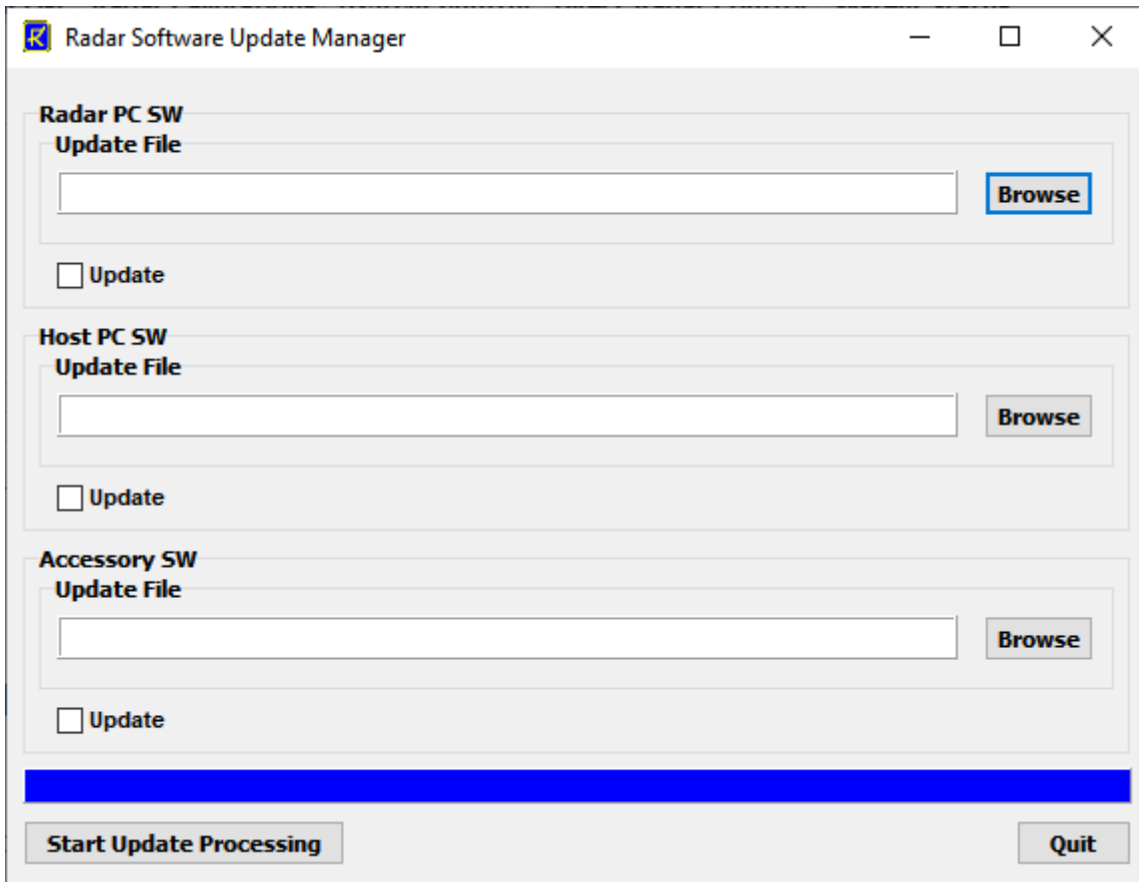 Radar Software Update Manager
Radar PC SW
Update File
Browse
Update
Host PC SW
Update File
Browse
Update
Accessory SW
Update File
Browse
Update
Start Update Processing
Quit